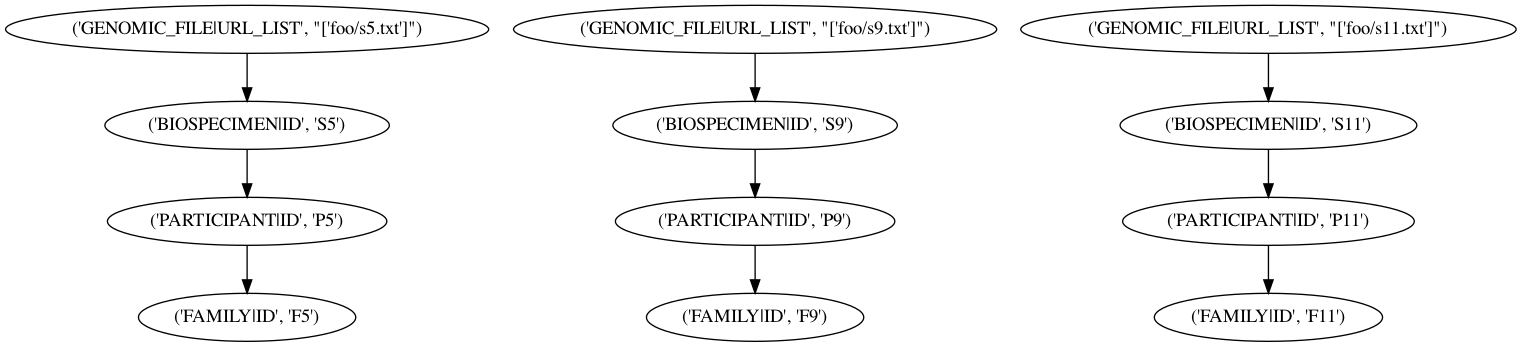 ('GENOMIC_FILE|URL_LIST', "['foo/s5.txt']")
('GENOMIC_FILE|URL_LIST', "['foo/s9.txt']")
('GENOMIC_FILE|URL_LIST', "['foo/s11.txt']")
('BIOSPECIMEN|ID', 'S5')
('BIOSPECIMEN|ID', 'S9')
('BIOSPECIMEN|ID', 'S11')
('PARTICIPANT|ID', 'P5')
('PARTICIPANT|ID', 'P9')
('PARTICIPANT|ID', 'P11')
('FAMILY|ID', 'F5')
('FAMILY|ID', 'F9')
('FAMILY|ID', 'F11')